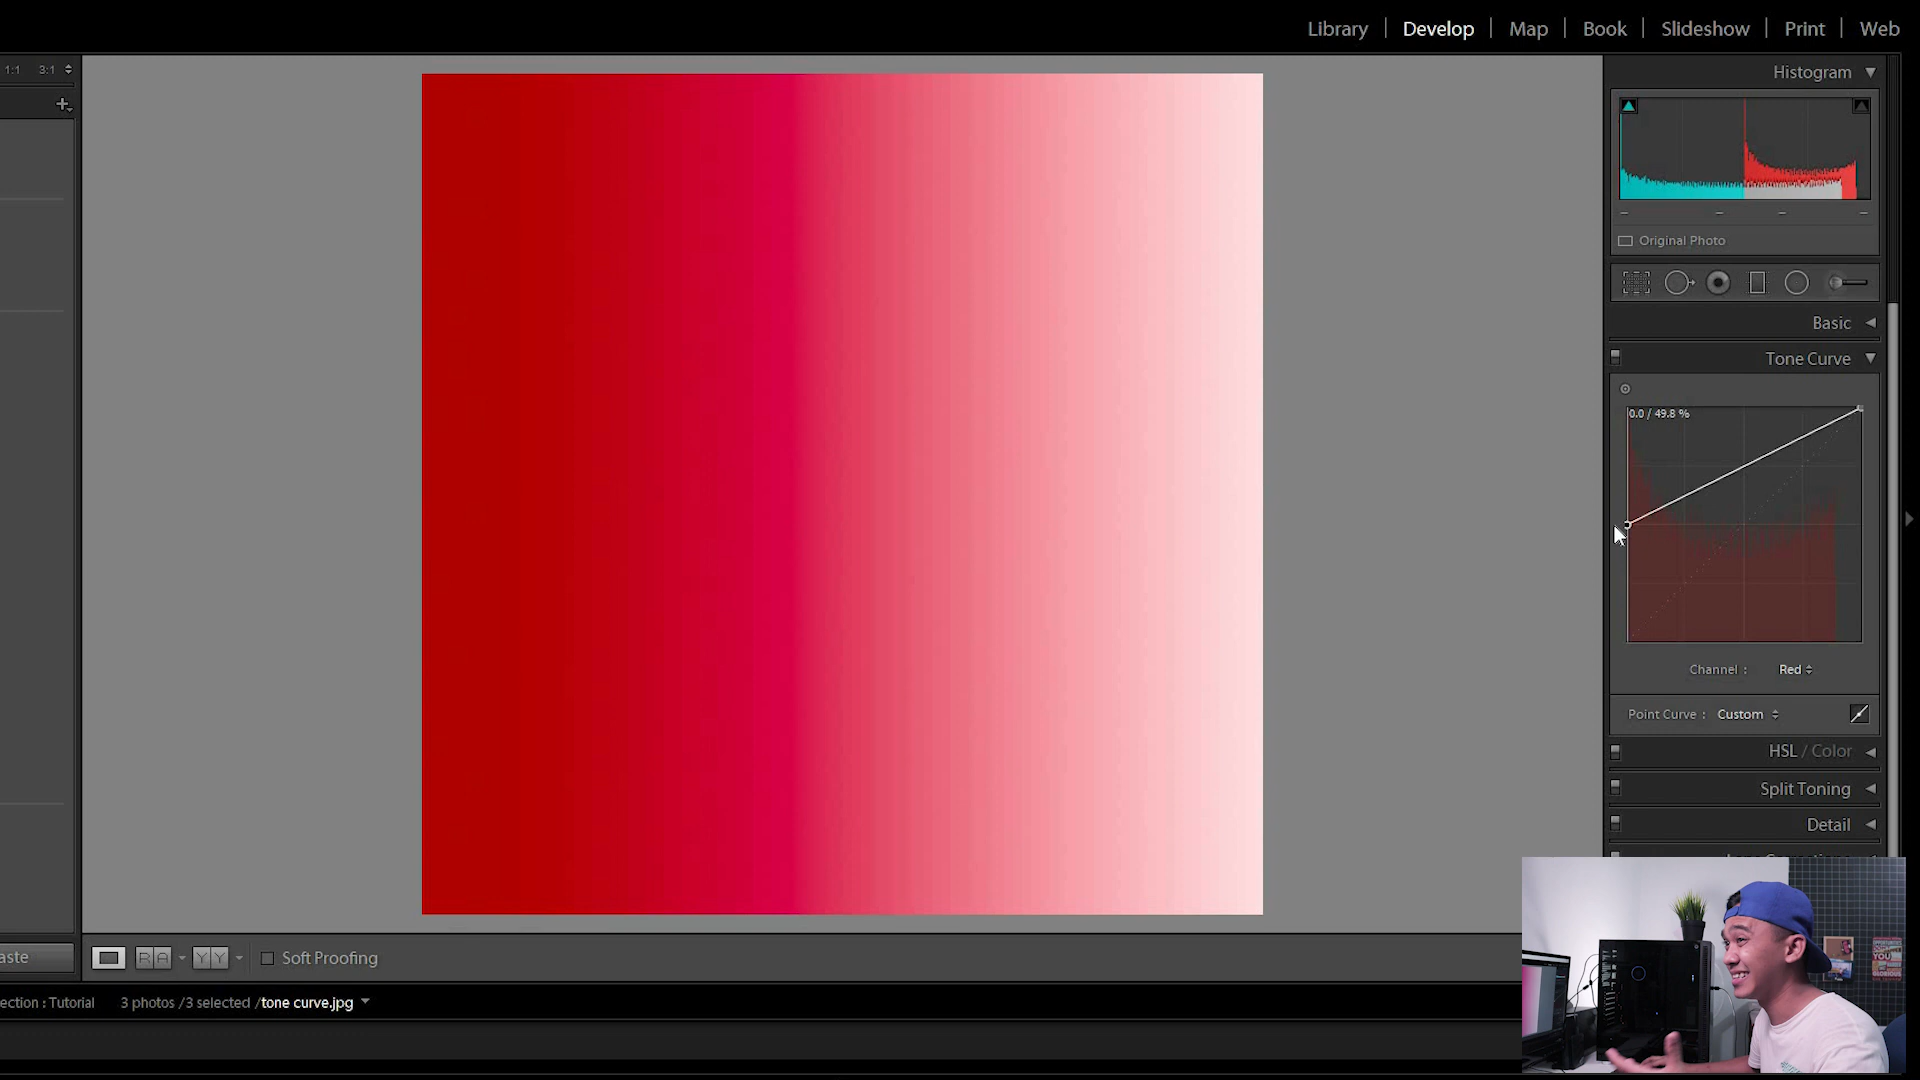 Library | Develop | Map | Book | Slideshow | Print | Web
1:1 3:1
Histogram
Original Photo
Basic
Tone Curve
0.0 / 49.8 %
Channel : Red
Point Curve : Custom
HSL / Color
Split Toning
Detail
aste
R A Y Y Soft Proofing
ection : Tutorial 3 photos /3 selected /tone curve.jpg